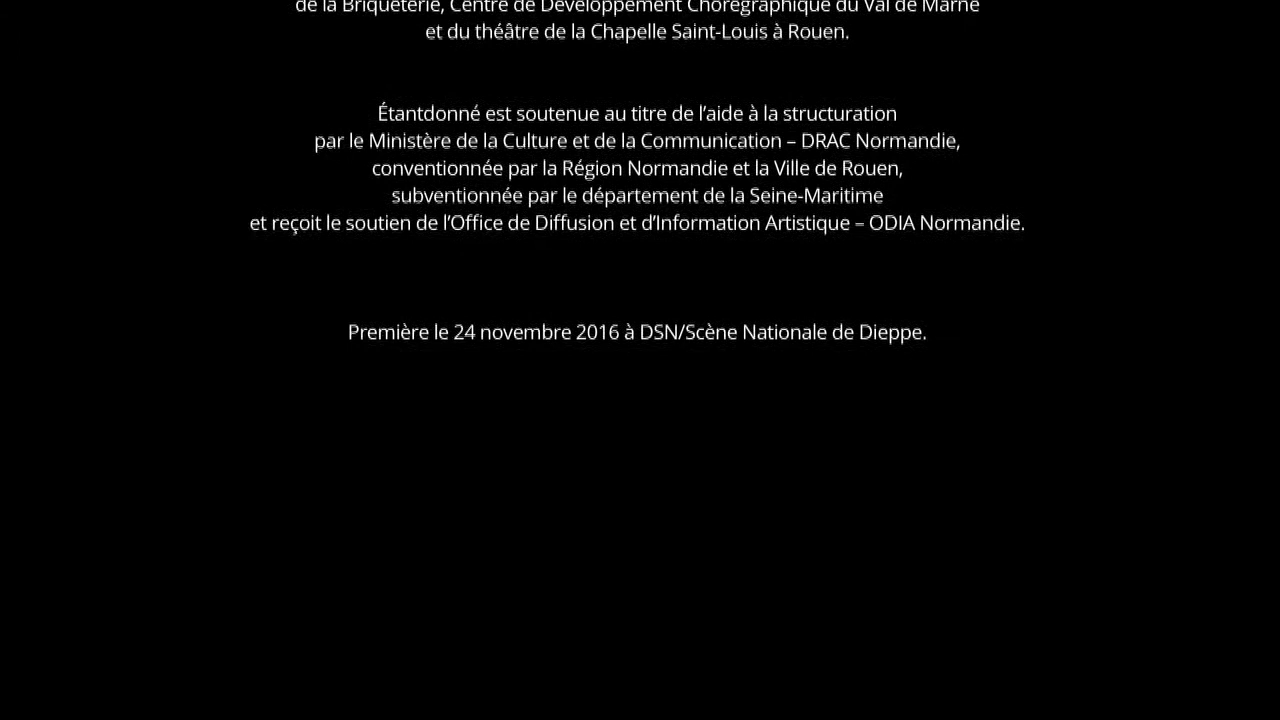 de la Briqueterie, Centre de Développement Chorégraphique du Val de Marne
et du théâtre de la Chapelle Saint-Louis à Rouen.
Étantdonné est soutenue au titre de l’aide à la structuration
par le Ministère de la Culture et de la Communication – DRAC Normandie,
conventionnée par la Région Normandie et la Ville de Rouen,
subventionnée par le département de la Seine-Maritime
et reçoit le soutien de l’Office de Diffusion et d’Information Artistique – ODIA Normandie.
Première le 24 novembre 2016 à DSN/Scène Nationale de Dieppe.